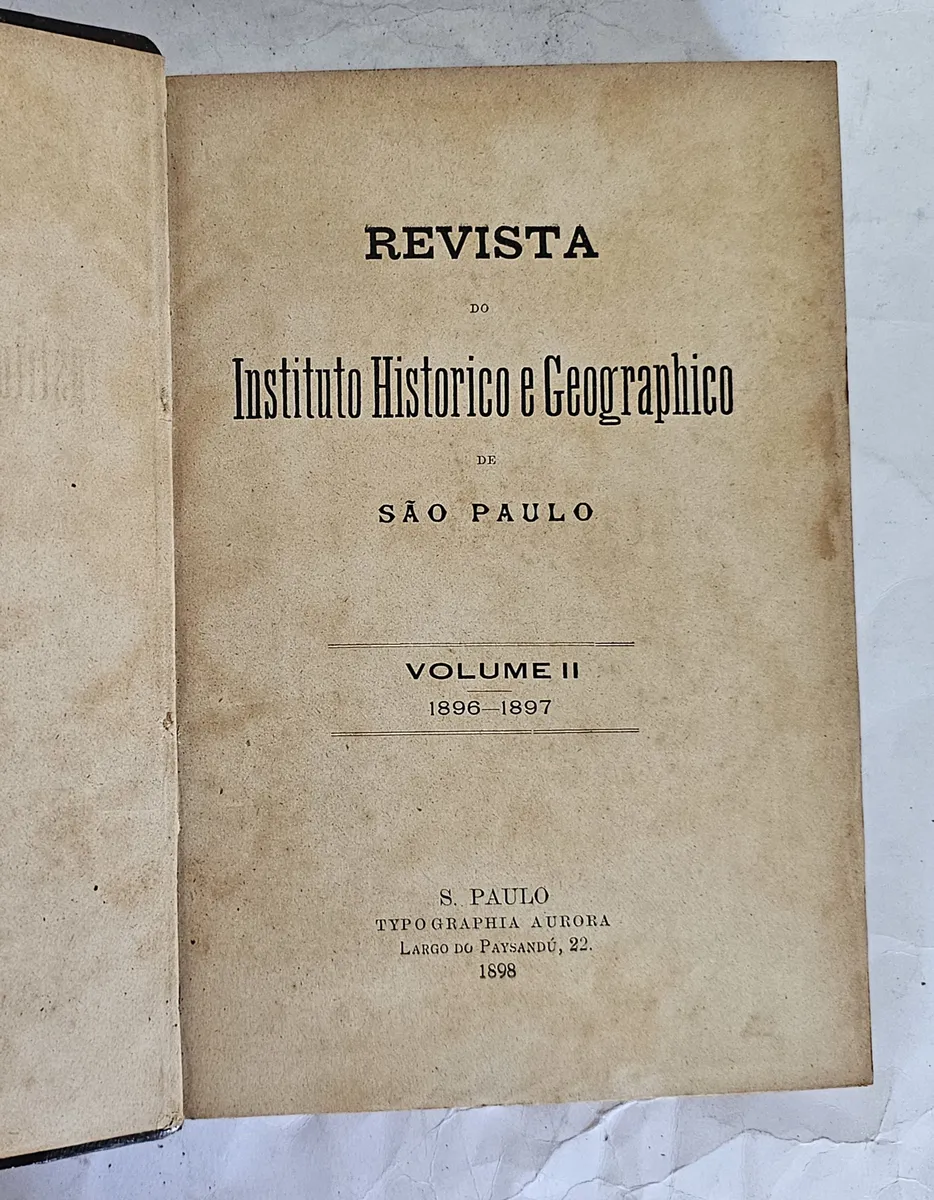 REVISTA
DO
Instituto Historico e Geographico
DE
SÃO PAULO
VOLUME II
1896—1897
S. PAULO
TYPOGRAPHIA AURORA
LARGO DO PAYSANDÚ, 22.
1898